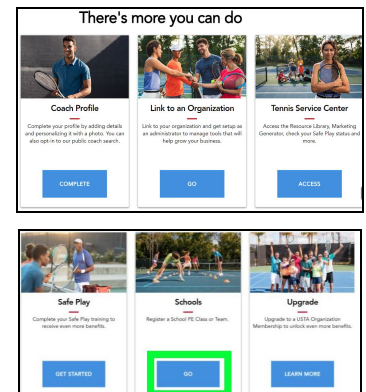 There's more you can do
Coach Profile
Complete your profile by adding details
and personalizing it with a photo. You can
also opt-in to our public coach search.
COMPLETE
Link to an Organization
Link to your organization and get setup as
an administrator to manage tools that will
help grow your business.
GO
Tennis Service Center
Access the Resource Library, Marketing
Generator, check your Safe Play status and
more.
ACCESS
Safe Play
Complete your Safe Play training to
receive even more benefits.
GET STARTED
Schools
Register a School PE Class or Team.
GO
Upgrade
Upgrade to a USTA Organization
Membership to unlock even more benefits.
LEARN MORE